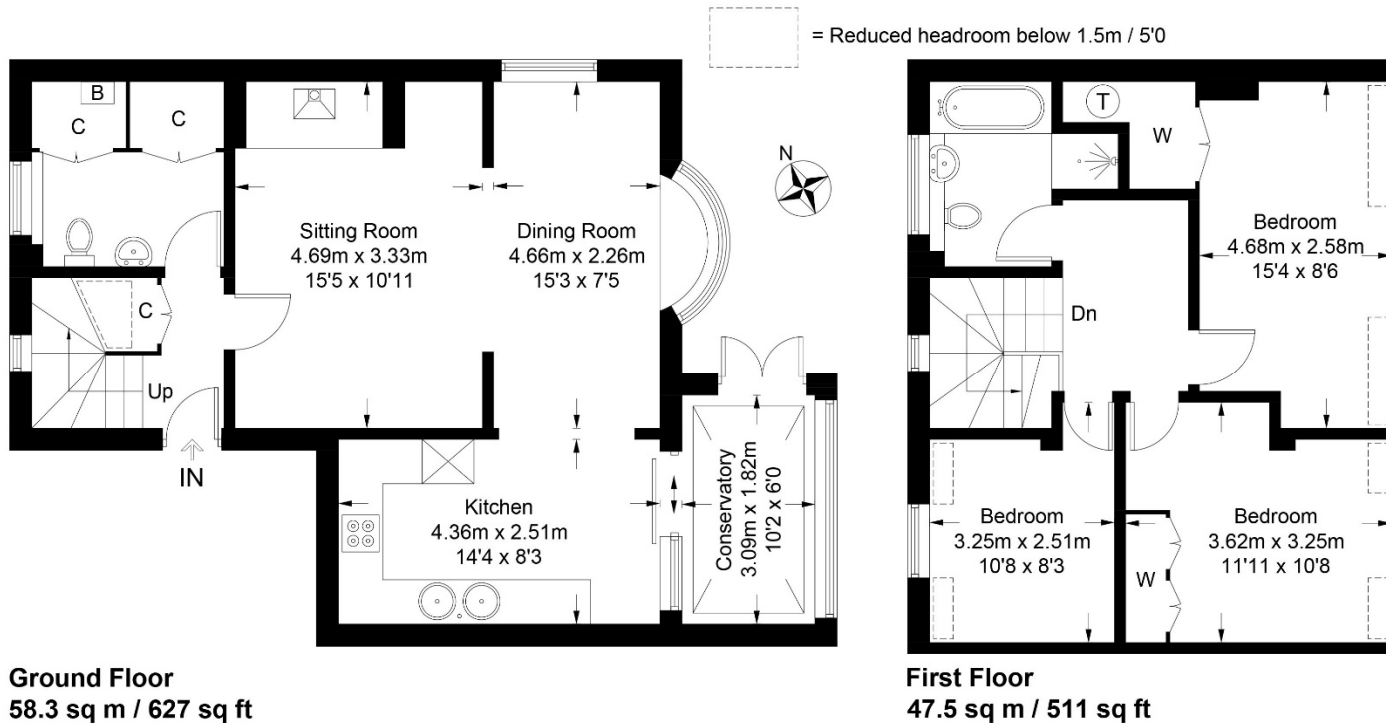 = Reduced headroom below 1.5m / 5'0
B
C
C
N
Sitting Room
4.69m x 3.33m
15'5 x 10'11
Dining Room
4.66m x 2.26m
15'3 x 7'5
C
Up
IN
Kitchen
4.36m x 2.51m
14'4 x 8'3
Conservatory
3.09m x 1.82m
10'2 x 6'0
Ground Floor
58.3 sq m / 627 sq ft
T
W
Bedroom
4.68m x 2.58m
15'4 x 8'6
Dn
Bedroom
3.25m x 2.51m
10'8 x 8'3
Bedroom
3.62m x 3.25m
11'11 x 10'8
W
First Floor
47.5 sq m / 511 sq ft